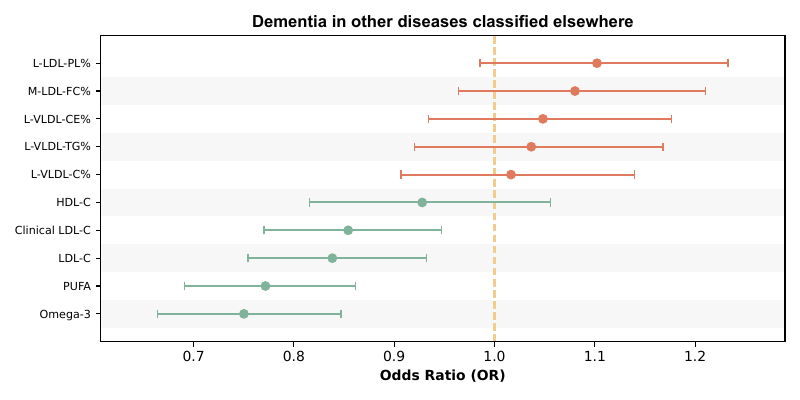 Dementia in other diseases classified elsewhere
L-LDL-PL%
M-LDL-FC%
L-VLDL-CE%
L-VLDL-TG%
L-VLDL-C%
HDL-C
Clinical LDL-C
LDL-C
PUFA
Omega-3
0.7 0.8 0.9 1.0 1.1 1.2
Odds Ratio (OR)